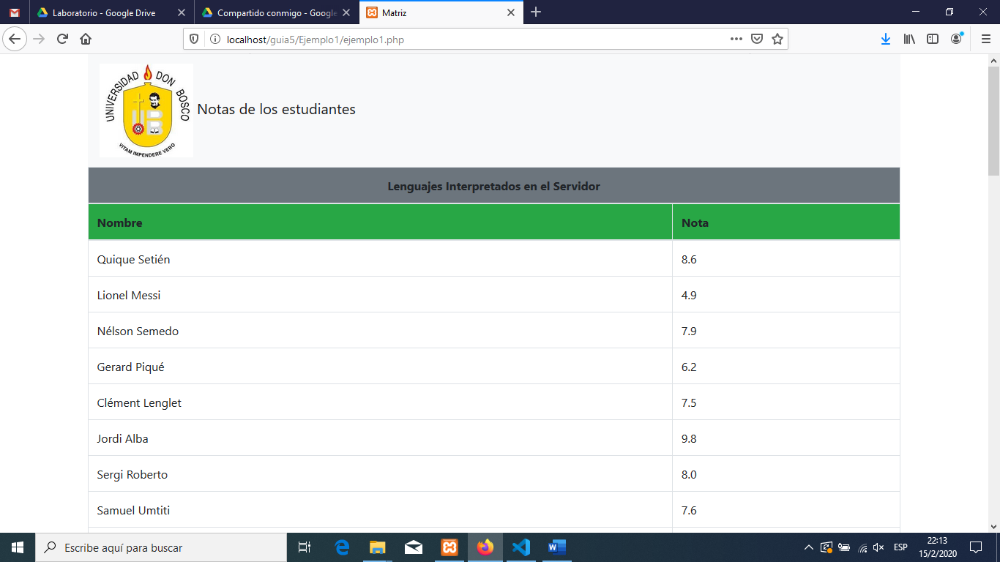 Laboratorio - Google Drive
Compartido conmigo - Google
Matriz
localhost/guia5/Ejemplo1/ejemplo1.php
UNIVERSIDAD DON BOSCO
VITAM IMPENDERE VERO
Notas de los estudiantes
Lenguajes Interpretados en el Servidor
Nombre Nota
Quique Setién 8.6
Lionel Messi 4.9
Nélson Semedo 7.9
Gerard Piqué 6.2
Clément Lenglet 7.5
Jordi Alba 9.8
Sergi Roberto 8.0
Samuel Umtiti 7.6
Escribe aquí para buscar
ESP
22:13
15/2/2020